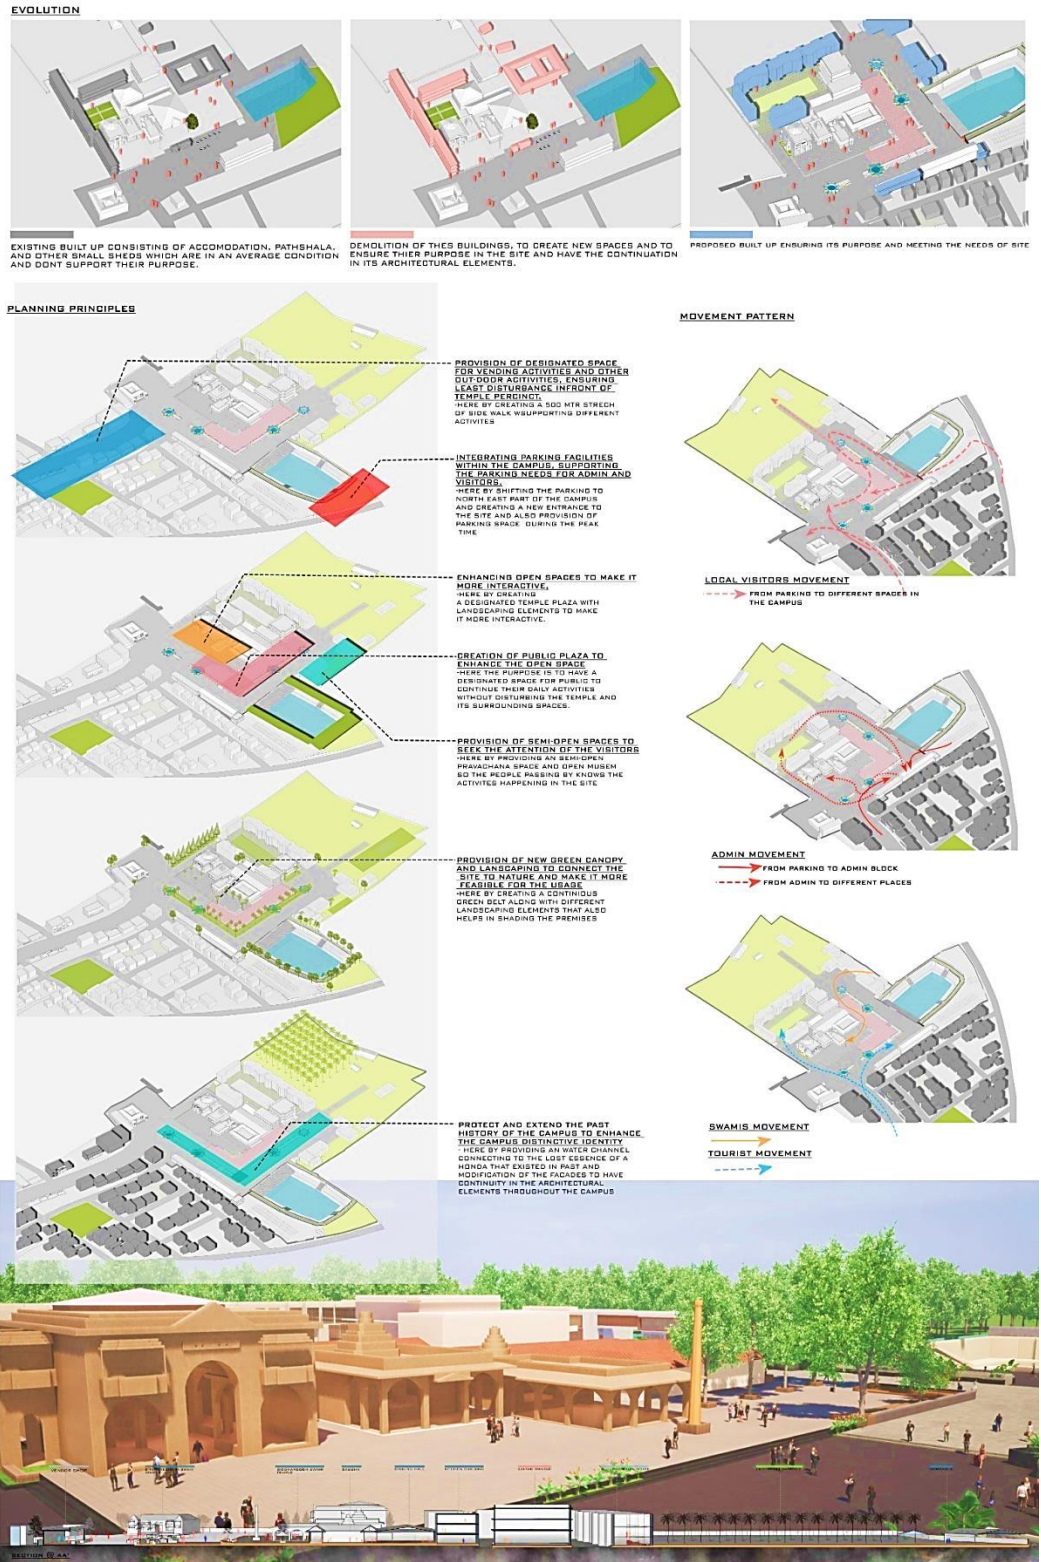 EVOLUTION
EXISTING BUILT UP CONSISTING OF ACCOMODATION, PATHSHALA,
AND OTHER SMALL SHEDS WHICH ARE IN AN AVERAGE CONDITION
AND DONT SUPPORT THEIR PURPOSE.
DEMOLITION OF THES BUILDINGS, TO CREATE NEW SPACES AND TO
ENSURE THIER PURPOSE IN THE SITE AND HAVE THE CONTINUATION
IN ITS ARCHITECTURAL ELEMENTS.
PROPOSED BUILT UP ENSURING ITS PURPOSE AND MEETING THE NEEDS OF SITE
PLANNING PRINCIPLES
PROVISION OF DESIGNATED SPACE
FOR VENDING ACTIVITIES AND OTHER
OUT-DOOR ACITIVITIES, ENSURING
LEAST DISTURBANCE INFRONT OF
TEMPLE PERCINCT.
-HERE BY CREATING A 500 MTR STRECH
OF SIDE WALK WSUPPORTING DIFFERENT
ACTIVITES
INTEGRATING PARKING FACILITIES
WITHIN THE CAMPUS, SUPPORTING
THE PARKING NEEDS FOR ADMIN AND
VISITORS.
-HERE BY SHIFTING THE PARKING TO
NORTH EAST PART OF THE CAMPUS
AND CREATING A NEW ENTRANCE TO
THE SITE AND ALSO PROVISION OF
PARKING SPACE DURING THE PEAK
TIME
ENHANCING OPEN SPACES TO MAKE IT
MORE INTERACTIVE.
-HERE BY CREATING
A DESIGNATED TEMPLE PLAZA WITH
LANDSCAPING ELEMENTS TO MAKE
IT MORE INTERACTIVE.
CREATION OF PUBLIC PLAZA TO
ENHANCE THE OPEN SPACE
-HERE THE PURPOSE IS TO HAVE A
DESIGNATED SPACE FOR PUBLIC TO
CONTINUE THEIR DAILY ACTIVITIES
WITHOUT DISTURBING THE TEMPLE AND
ITS SURROUNDING SPACES.
PROVISION OF SEMI-OPEN SPACES TO
SEEK THE ATTENTION OF THE VISITORS
-HERE BY PROVIDING AN SEMI-OPEN
PRAVACHANA SPACE AND OPEN MUSEM
SO THE PEOPLE PASSING BY KNOWS THE
ACTIVITES HAPPENING IN THE SITE
PROVISION OF NEW GREEN CANOPY
AND LANSCAPING TO CONNECT THE
SITE TO NATURE AND MAKE IT MORE
FEASIBLE FOR THE USAGE
-HERE BY CREATING A CONTINIOUS
GREEN BELT ALONG WITH DIFFERENT
LANDSCAPING ELEMENTS THAT ALSO
HELPS IN SHADING THE PREMISES
PROTECT AND EXTEND THE PAST
HISTORY OF THE CAMPUS TO ENHANCE
THE CAMPUS DISTINCTIVE IDENTITY
- HERE BY PROVIDING AN WATER CHANNEL
CONNECTING TO THE LOST ESSENCE OF A
HONDA THAT EXISTED IN PAST AND
MODIFICATION OF THE FACADES TO HAVE
CONTINUITY IN THE ARCHITECTURAL
ELEMENTS THROUGHOUT THE CAMPUS
MOVEMENT PATTERN
LOCAL VISITORS MOVEMENT
FROM PARKING TO DIFFERENT SPACES IN
THE CAMPUS
ADMIN MOVEMENT
FROM PARKING TO ADMIN BLOCK
FROM ADMIN TO DIFFERENT PLACES
SWAMIS MOVEMENT
TOURIST MOVEMENT
SECTION @ AA'